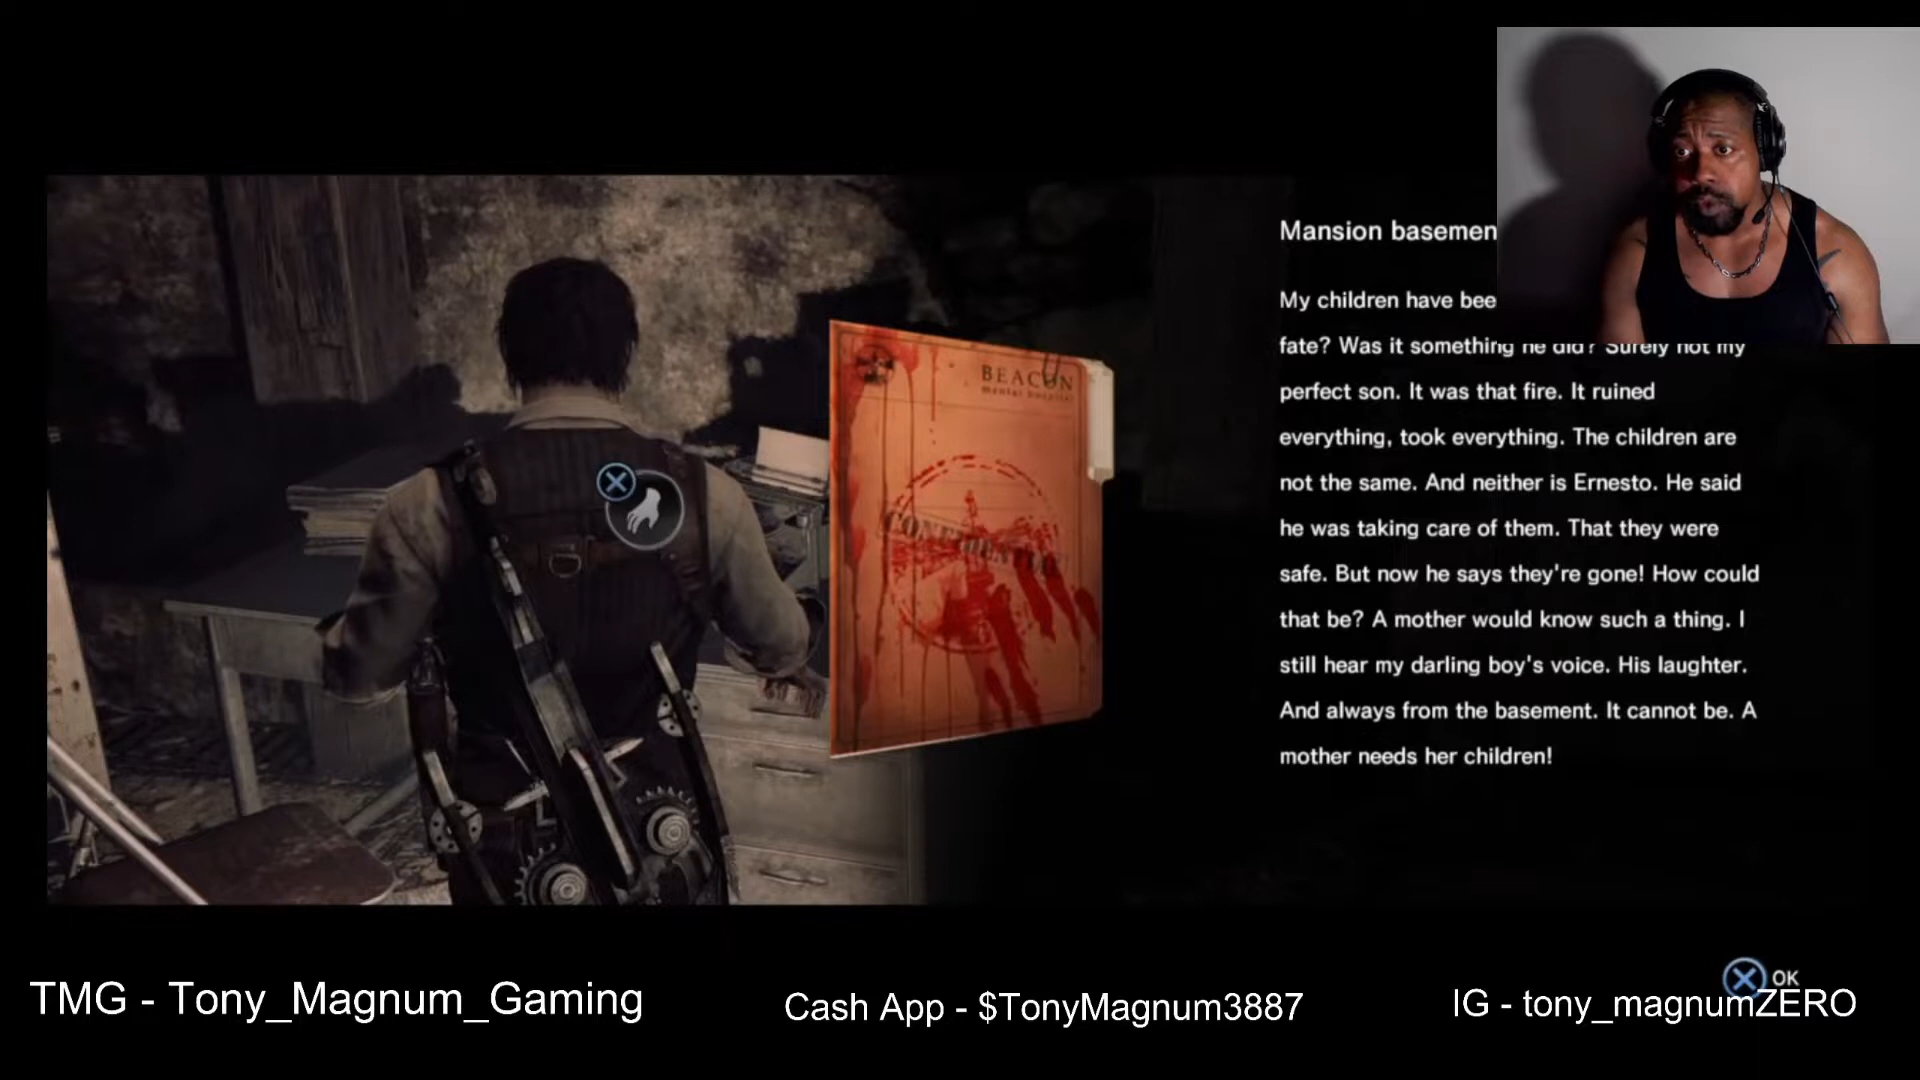 Mansion basemen
My children have bee
fate? Was it something he did? Surely not my
perfect son. It was that fire. It ruined
everything, took everything. The children are
not the same. And neither is Ernesto. He said
he was taking care of them. That they were
safe. But now he says they're gone! How could
that be? A mother would know such a thing. I
still hear my darling boy's voice. His laughter.
And always from the basement. It cannot be. A
mother needs her children!
BEACON
mental hospital
CONFIDENTIAL
OK
TMG - Tony_Magnum_Gaming
Cash App - $TonyMagnum3887
IG - tony_magnumZERO